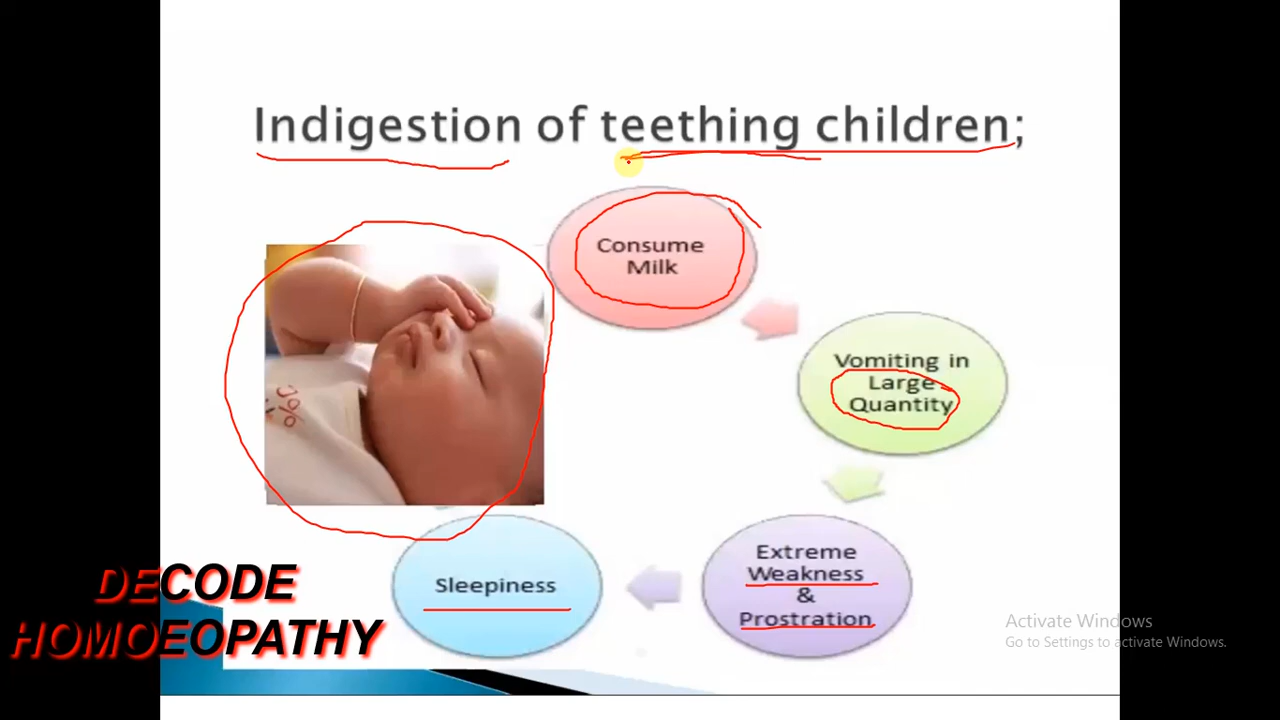 Indigestion of teething children;
Consume
Milk
Vomiting in
Large
Quantity
Extreme
Weakness
&
Prostration
Sleepiness
DECODE
HOMOEOPATHY
Activate Windows
Go to Settings to activate Windows.